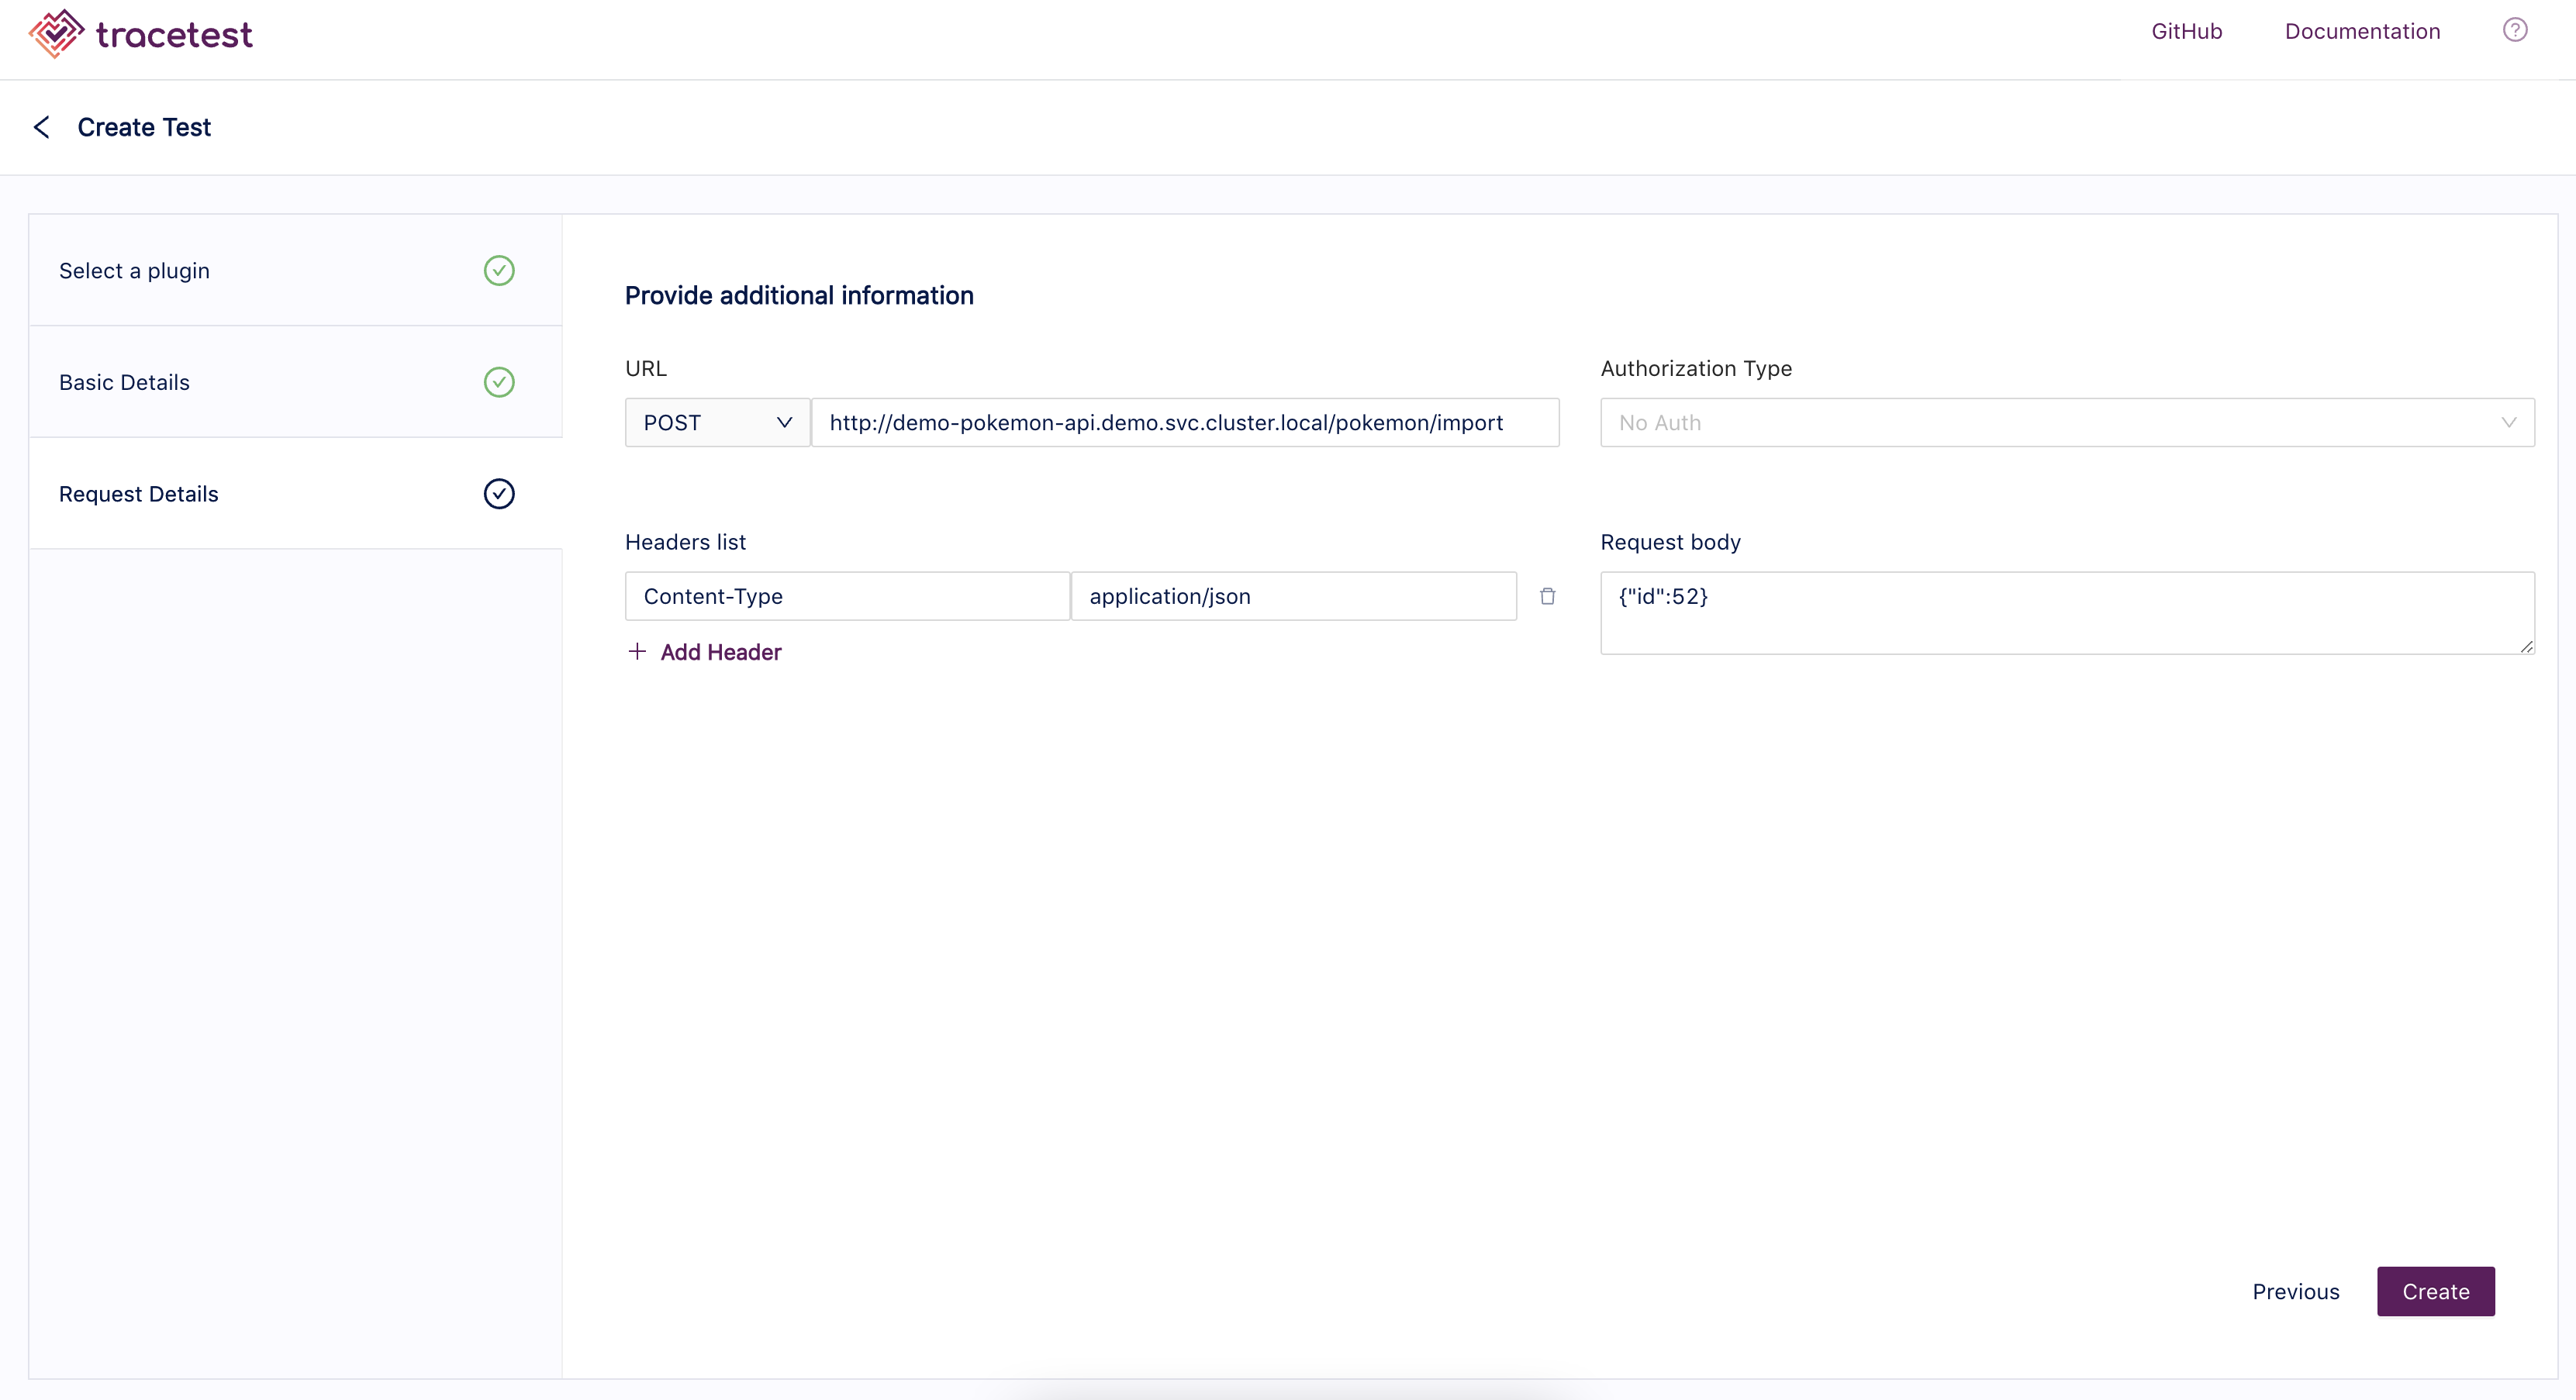 tracetest
GitHub
Documentation
?
Create Test
Select a plugin
Basic Details
Request Details
Provide additional information
URL
Authorization Type
POST
http://demo-pokemon-api.demo.svc.cluster.local/pokemon/import
No Auth
Headers list
Request body
Content-Type
application/json
{"id":52}
Add Header
Previous
Create